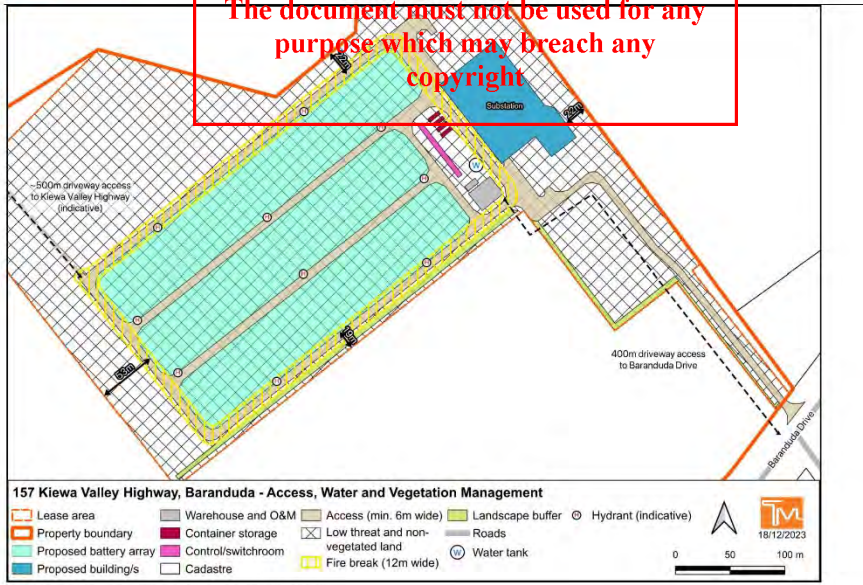 The document must not be used for any
purpose which may breach any
copyright
Substation
22m
~500m driveway access
to Kiewa Valley Highway
(indicative)
W
H
H
H
H
H
H
H
H
H
H
53m
400m driveway access
to Baranduda Drive
Baranduda Drive
157 Kiewa Valley Highway, Baranduda - Access, Water and Vegetation Management
Lease area
Property boundary
Proposed battery array
Proposed building/s
Warehouse and O&M
Container storage
Control/switchroom
Cadastre
Access (min. 6m wide)
Low threat and non-
vegetated land
Fire break (12m wide)
Landscape buffer
Roads
W Water tank
H Hydrant (indicative)
TML
18/12/2023
0 50 100 m